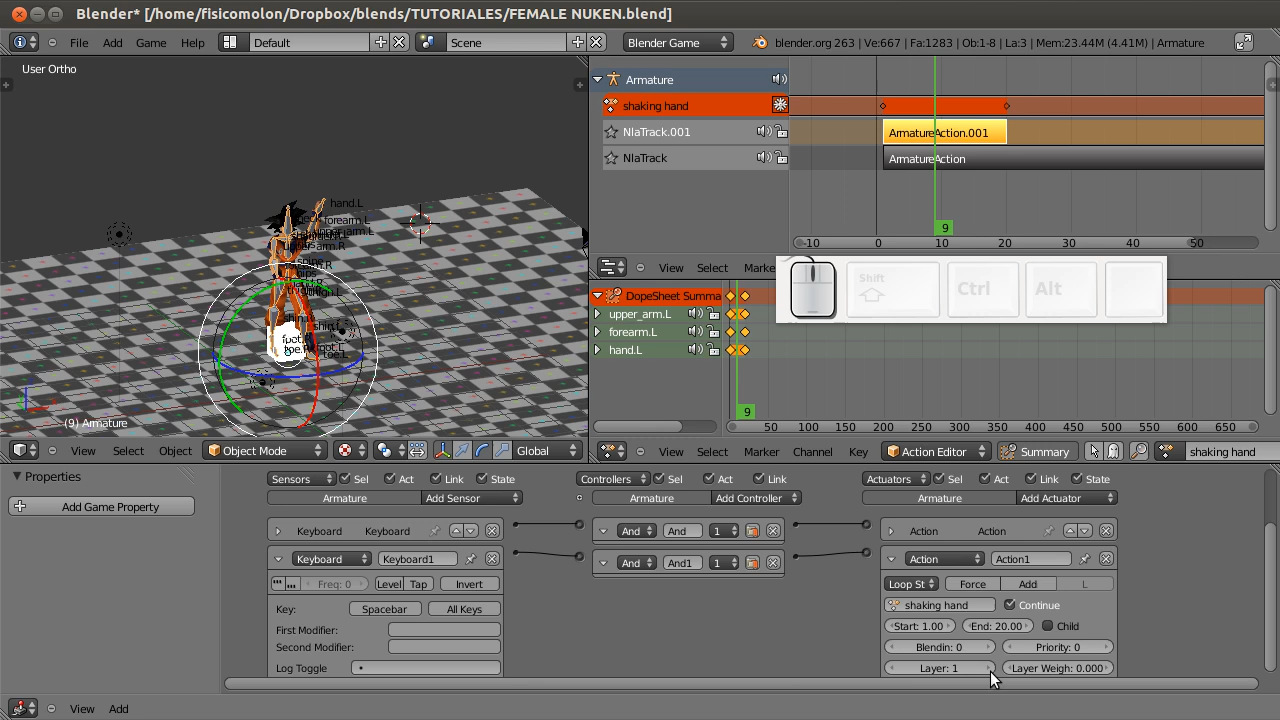 Blender* [/home/fisicomolon/Dropbox/blends/TUTORIALES/FEMALE NUKEN.blend]
File Add Game Help Default Scene Blender Game blender.org 263 | Ve:667 | Fa:1283 | Ob:1-8 | La:3 | Mem:23.44M (4.41M) | Armature
User Ortho
hand.L
forearm.L
(9) Armature
View Select Object Object Mode Global
Armature
shaking hand
NlaTrack.001 ArmatureAction.001
NlaTrack ArmatureAction
9
-10 0 10 20 30 40 50
View Select Marke
Shift Ctrl Alt
DopeSheet Summa
upper_arm.L
forearm.L
hand.L
9
50 100 150 200 250 300 350 400 450 500 550 600 650
View Select Marker Channel Key Action Editor Summary shaking hand
Properties
Add Game Property
Sensors Sel Act Link State
Armature Add Sensor
Keyboard Keyboard
Keyboard Keyboard1
Freq: 0 Level Tap Invert
Key: Spacebar All Keys
First Modifier:
Second Modifier:
Log Toggle
Controllers Sel Act Link
Armature Add Controller
And And 1
And And1 1
Actuators Sel Act Link State
Armature Add Actuator
Action Action
Action Action1
Loop St Force Add L
shaking hand Continue
Start: 1.00 End: 20.00 Child
Blendin: 0 Priority: 0
Layer: 1 Layer Weigh: 0.000
View Add